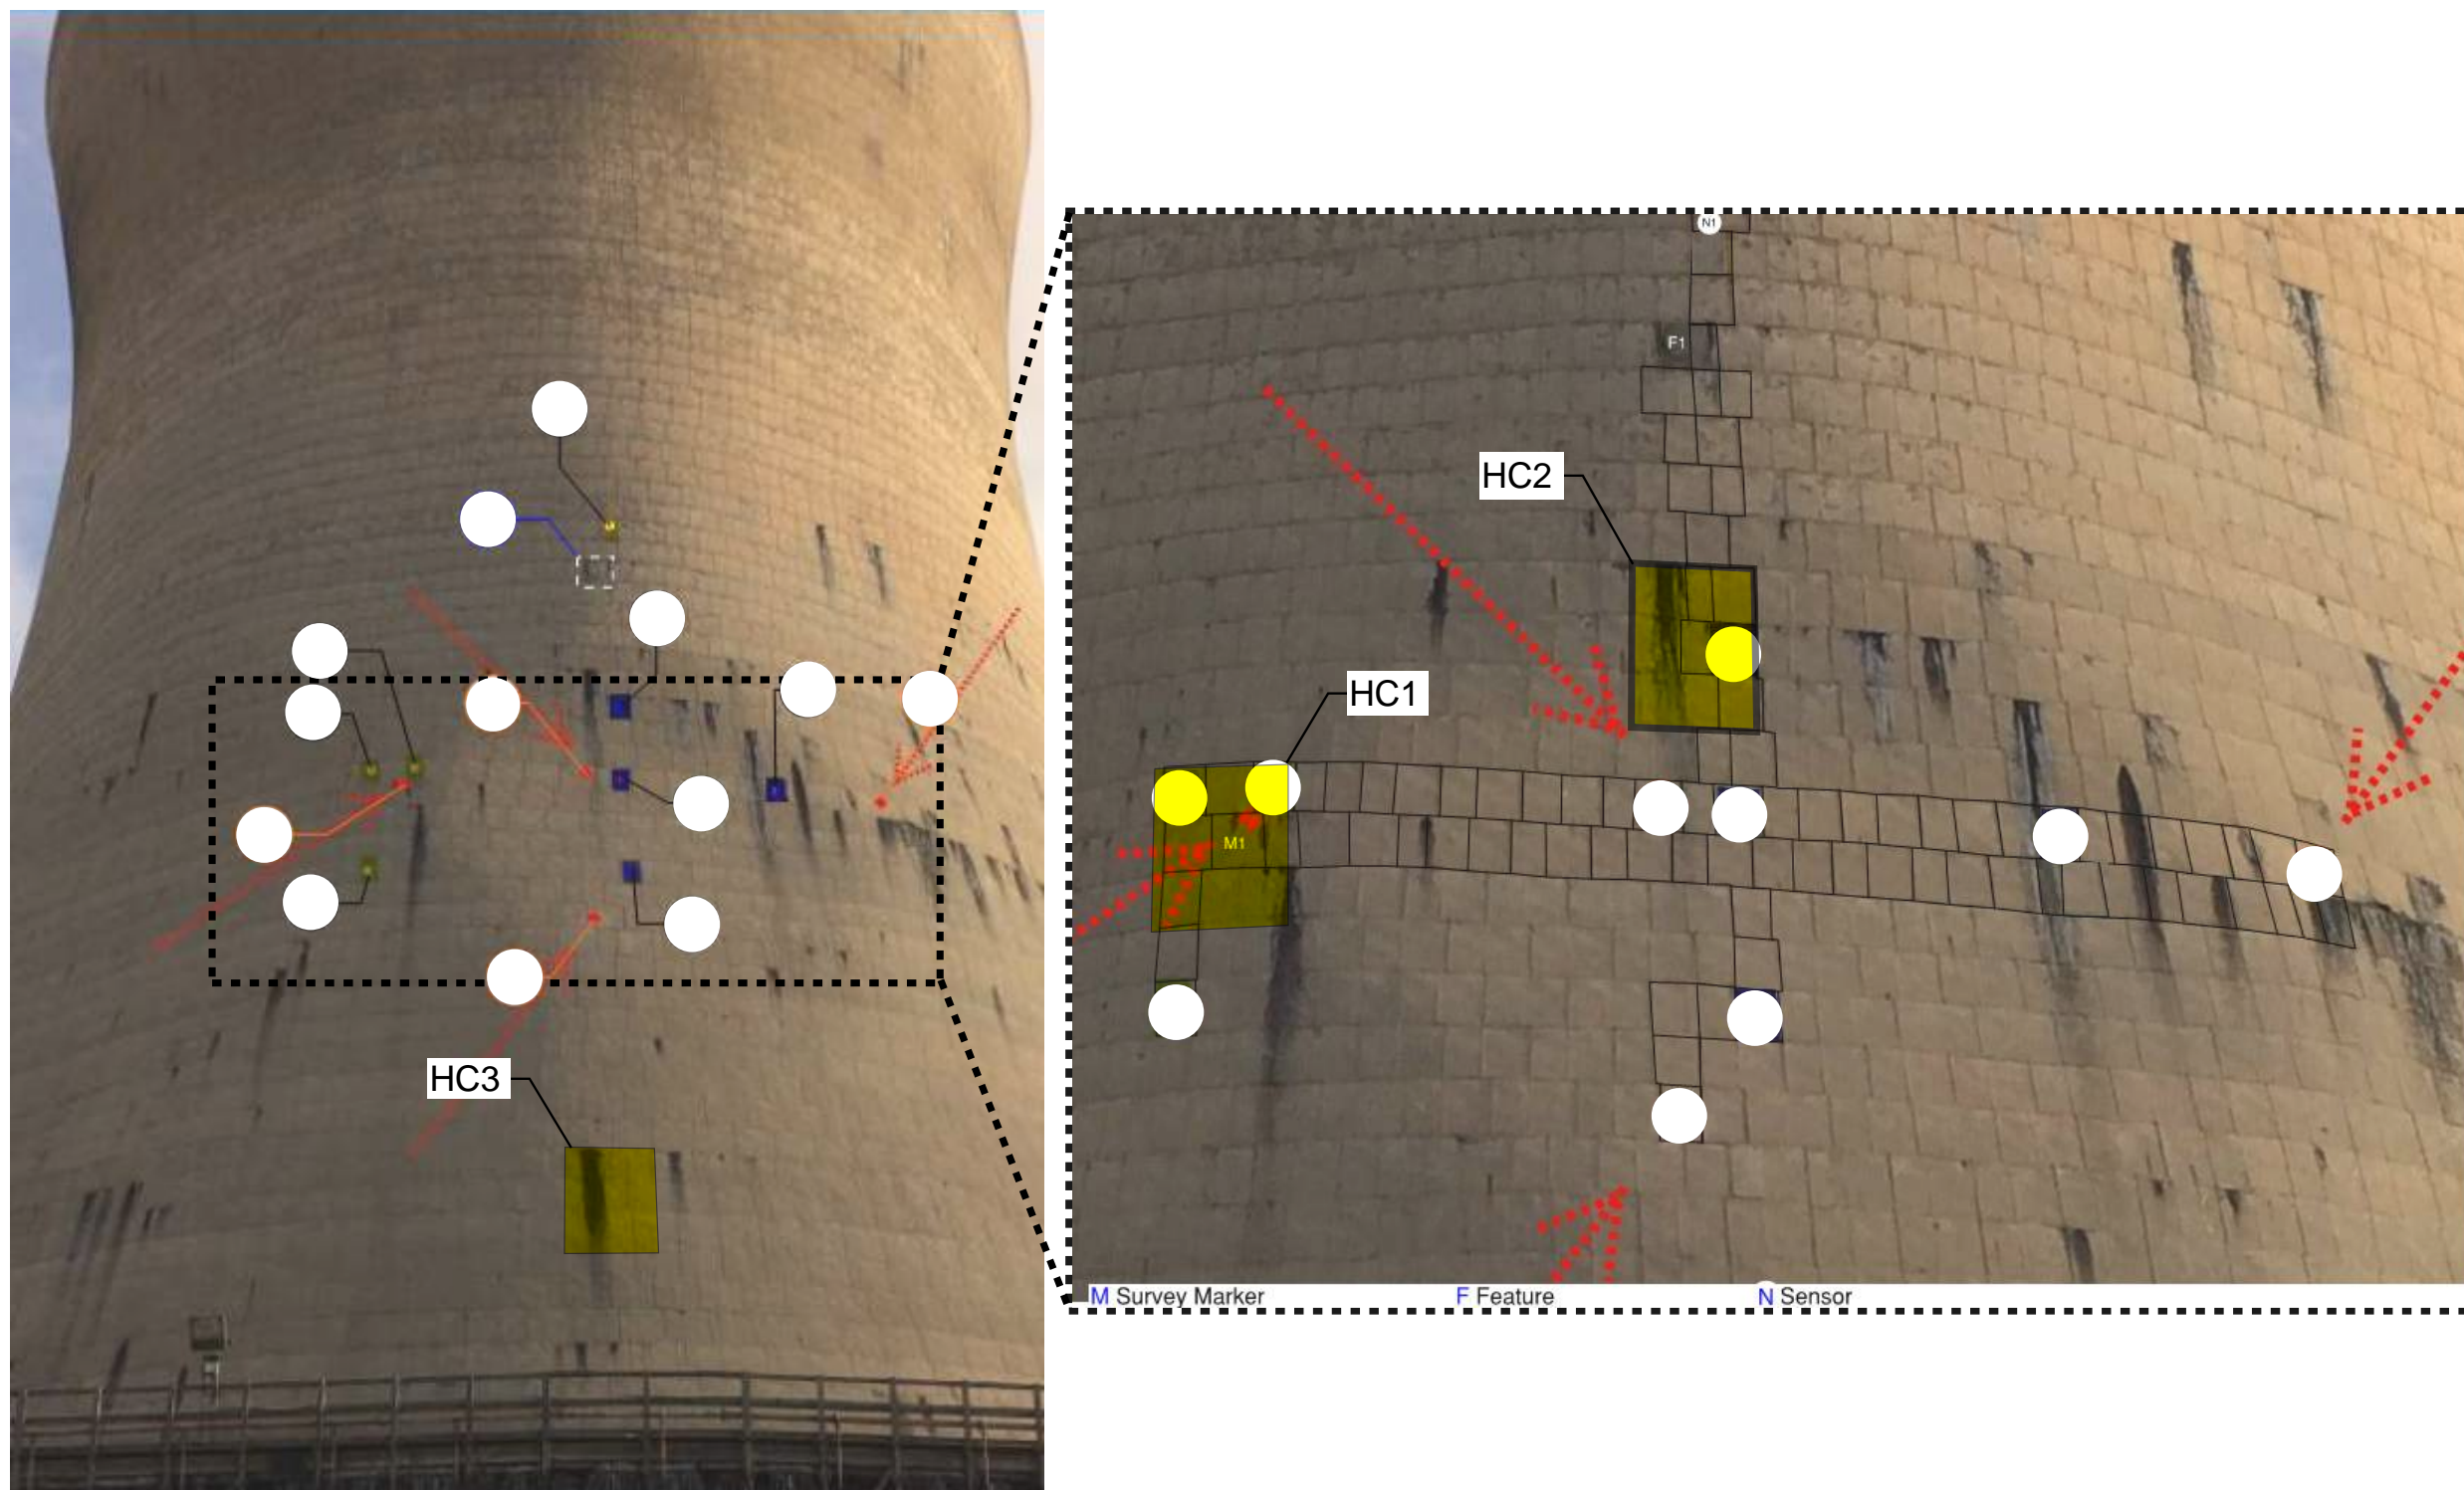 HC3
N1
F1
HC2
HC1
M1
M Survey Marker F Feature N Sensor